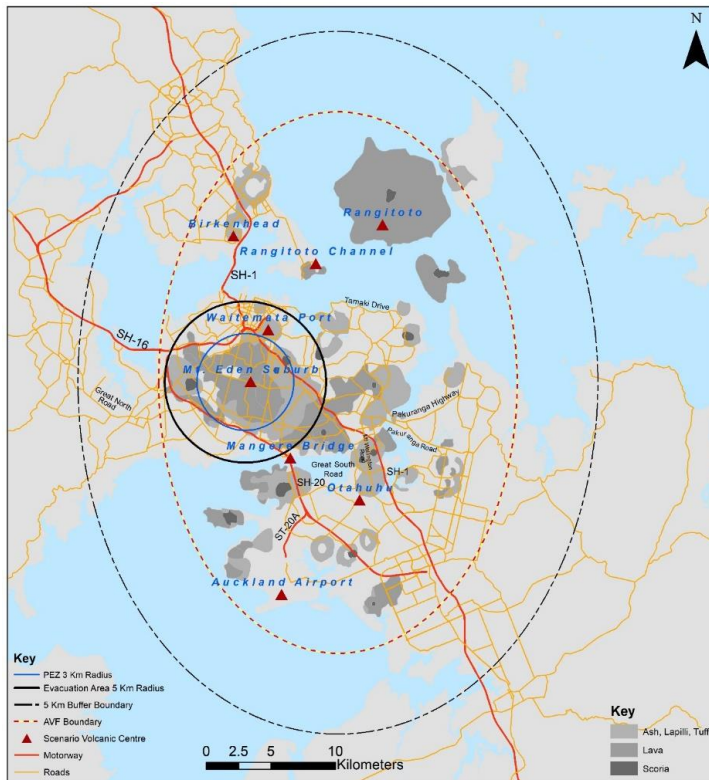 N
Birkenhead
Rangitoto
Rangitoto Channel
SH-1
Tamaki Drive
Waitemata Port
SH-16
Mt. Eden Suburb
Great North
Road
Pakuranga Highway
Pakuranga Road
Mangere Bridge
Great South
Road
SH-1
SH-20
Otahuhu
ST-20A
Auckland Airport
Key
PEZ 3 Km Radius
Evacuation Area 5 Km Radius
5 Km Buffer Boundary
AVF Boundary
Scenario Volcanic Centre
Motorway
Roads
0 2.5 5 10
Kilometers
Key
Ash, Lapilli, Tuff
Lava
Scoria